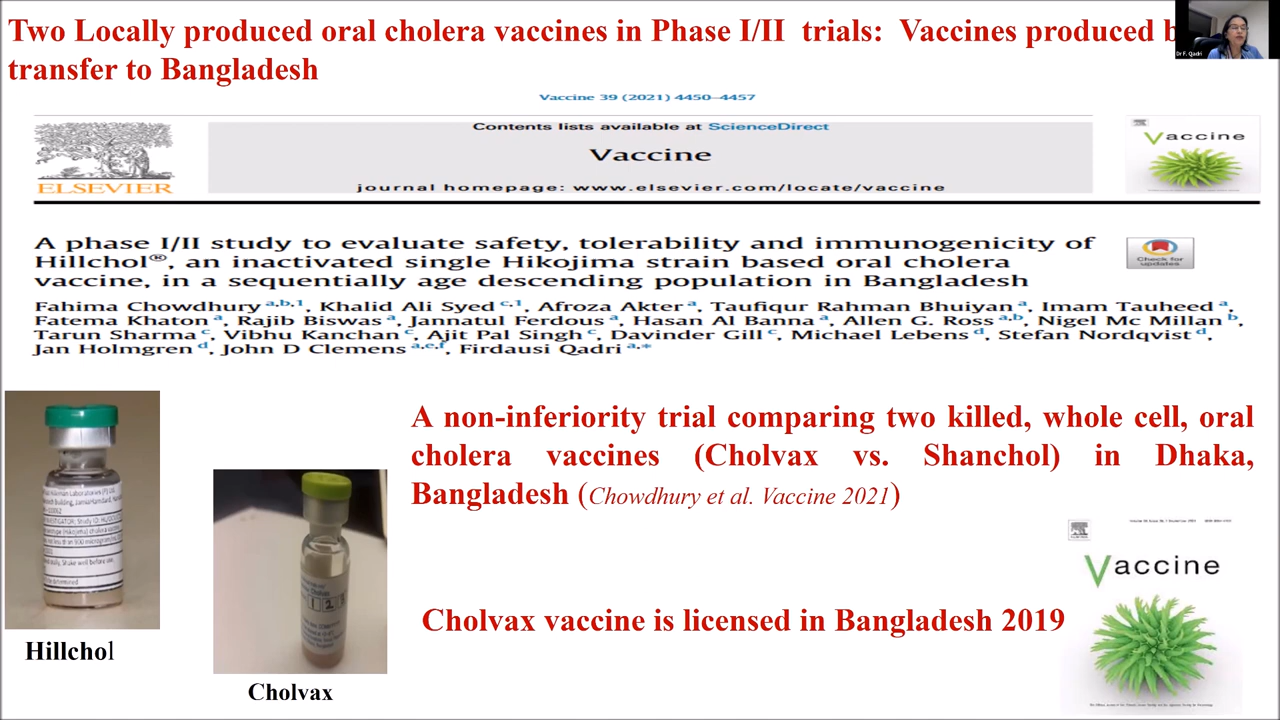 Two Locally produced oral cholera vaccines in Phase I/II trials: Vaccines produced
transfer to Bangladesh
Dr F. Qadri
Vaccine 39 (2021) 4450–4457
Contents lists available at ScienceDirect
Vaccine
journal homepage: www.elsevier.com/locate/vaccine
ELSEVIER
Vaccine
A phase I/II study to evaluate safety, tolerability and immunogenicity of
Hillchol®, an inactivated single Hikojima strain based oral cholera
vaccine, in a sequentially age descending population in Bangladesh
Check for
updates
Fahima Chowdhury a,b,1, Khalid Ali Syed c,1, Afroza Akter a, Taufiqur Rahman Bhuiyan a, Imam Tauheed a,
Fatema Khaton a, Rajib Biswas a, Jannatul Ferdous a, Hasan Al Banna a, Allen G. Ross a,b, Nigel Mc Millan b,
Tarun Sharma c, Vibhu Kanchan c, Ajit Pal Singh c, Davinder Gill c, Michael Lebens d, Stefan Nordqvist d,
Jan Holmgren d, John D Clemens a,e,f, Firdausi Qadri a,*
A non-inferiority trial comparing two killed, whole cell, oral
cholera vaccines (Cholvax vs. Shanchol) in Dhaka,
Bangladesh (Chowdhury et al. Vaccine 2021)
Vaccine
Cholvax vaccine is licensed in Bangladesh 2019
Hillchol
1 2
Cholvax